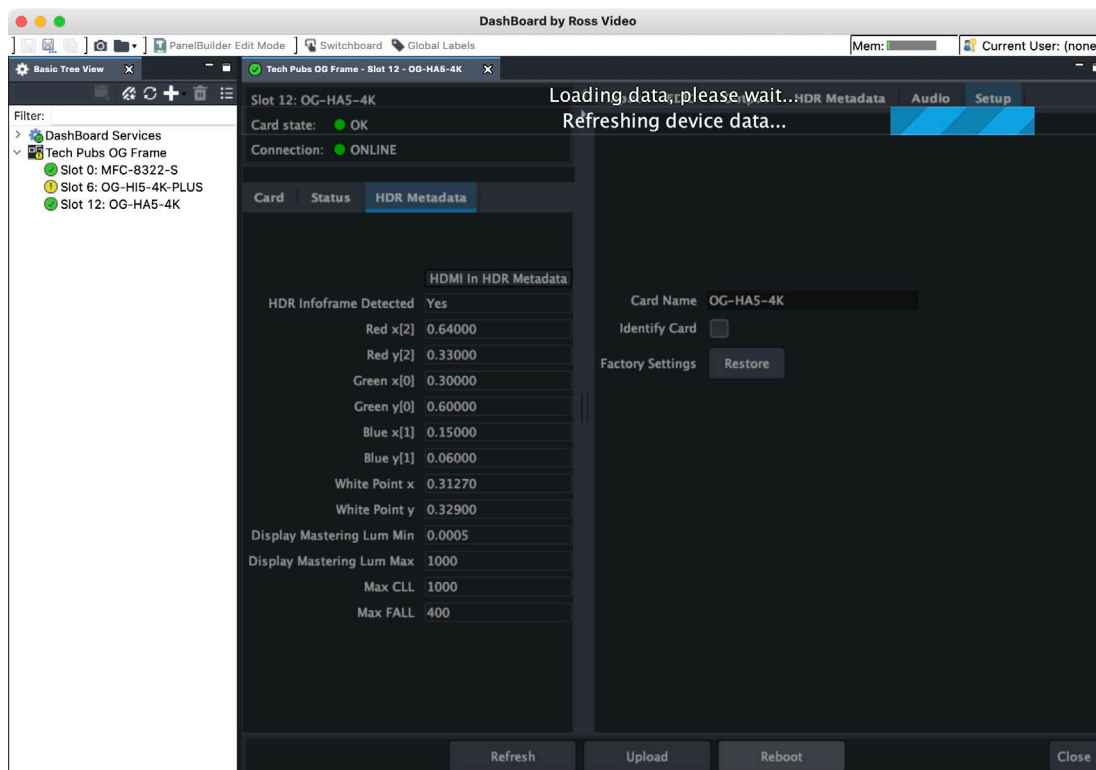 DashBoard by Ross Video
PanelBuilder Edit Mode Switchboard Global Labels Mem: Current User: (none
Basic Tree View
Filter:
DashBoard Services
Tech Pubs OG Frame
Slot 0: MFC-8322-S
Slot 6: OG-HI5-4K-PLUS
Slot 12: OG-HA5-4K
Tech Pubs OG Frame - Slot 12 - OG-HA5-4K
Slot 12: OG-HA5-4K
Card state: OK
Connection: ONLINE
Loading data, please wait...
Refreshing device data...
HDR Metadata Audio Setup
Card Status HDR Metadata
HDMI In HDR Metadata
HDR Infoframe Detected Yes
Red x[2] 0.64000
Red y[2] 0.33000
Green x[0] 0.30000
Green y[0] 0.60000
Blue x[1] 0.15000
Blue y[1] 0.06000
White Point x 0.31270
White Point y 0.32900
Display Mastering Lum Min 0.0005
Display Mastering Lum Max 1000
Max CLL 1000
Max FALL 400
Card Name OG-HA5-4K
Identify Card
Factory Settings Restore
Refresh Upload Reboot Close